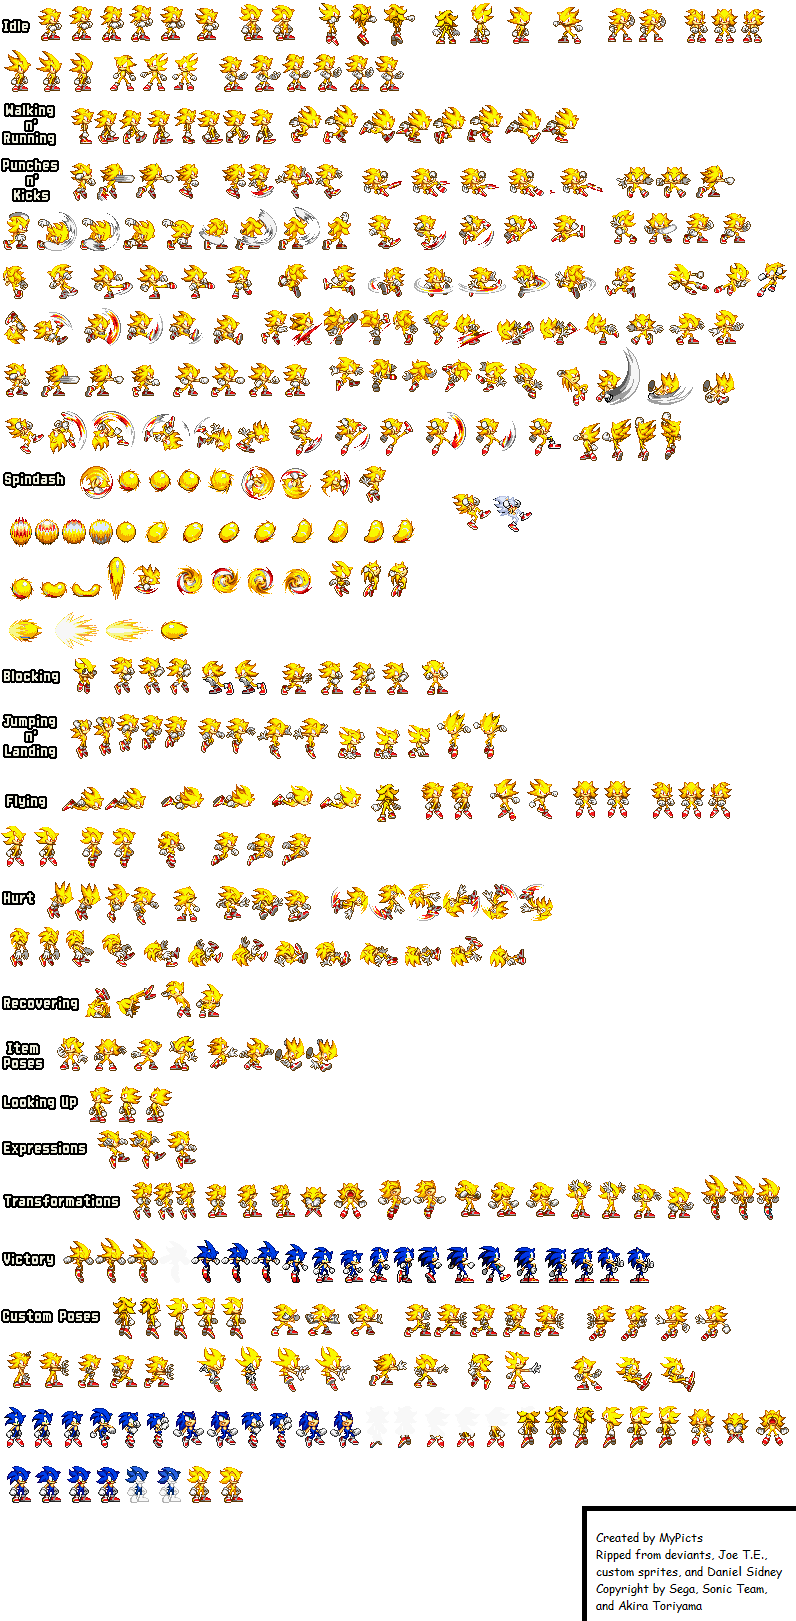 Idle
Walking
n'
Running
Punches
n'
Kicks
Spindash
Blocking
Jumping
n'
Landing
Flying
Hurt
Recovering
Item
Poses
Looking Up
Expressions
Transformations
Victory
Custom Poses
Created by MyPicts
Ripped from deviants, Joe T.E.,
custom sprites, and Daniel Sidney
Copyright by Sega, Sonic Team,
and Akira Toriyama